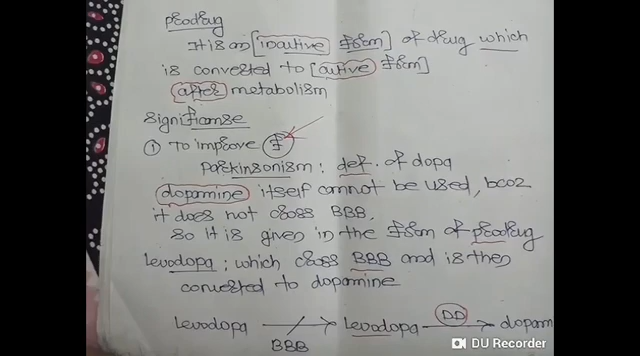 prodrug
It is an [inactive form] of drug which
is converted to [active form]
after metabolism
significanse
① To improve F
Parkinsonism : def. of dopa
dopamine itself cannot be used, bcoz
it does not cross BBB.
so it is given in the form of prodrug
Levodopa : which cross BBB and is then
converted to dopamine
Levodopa → Levodopa DD → dopam
BBB
DU Recorder